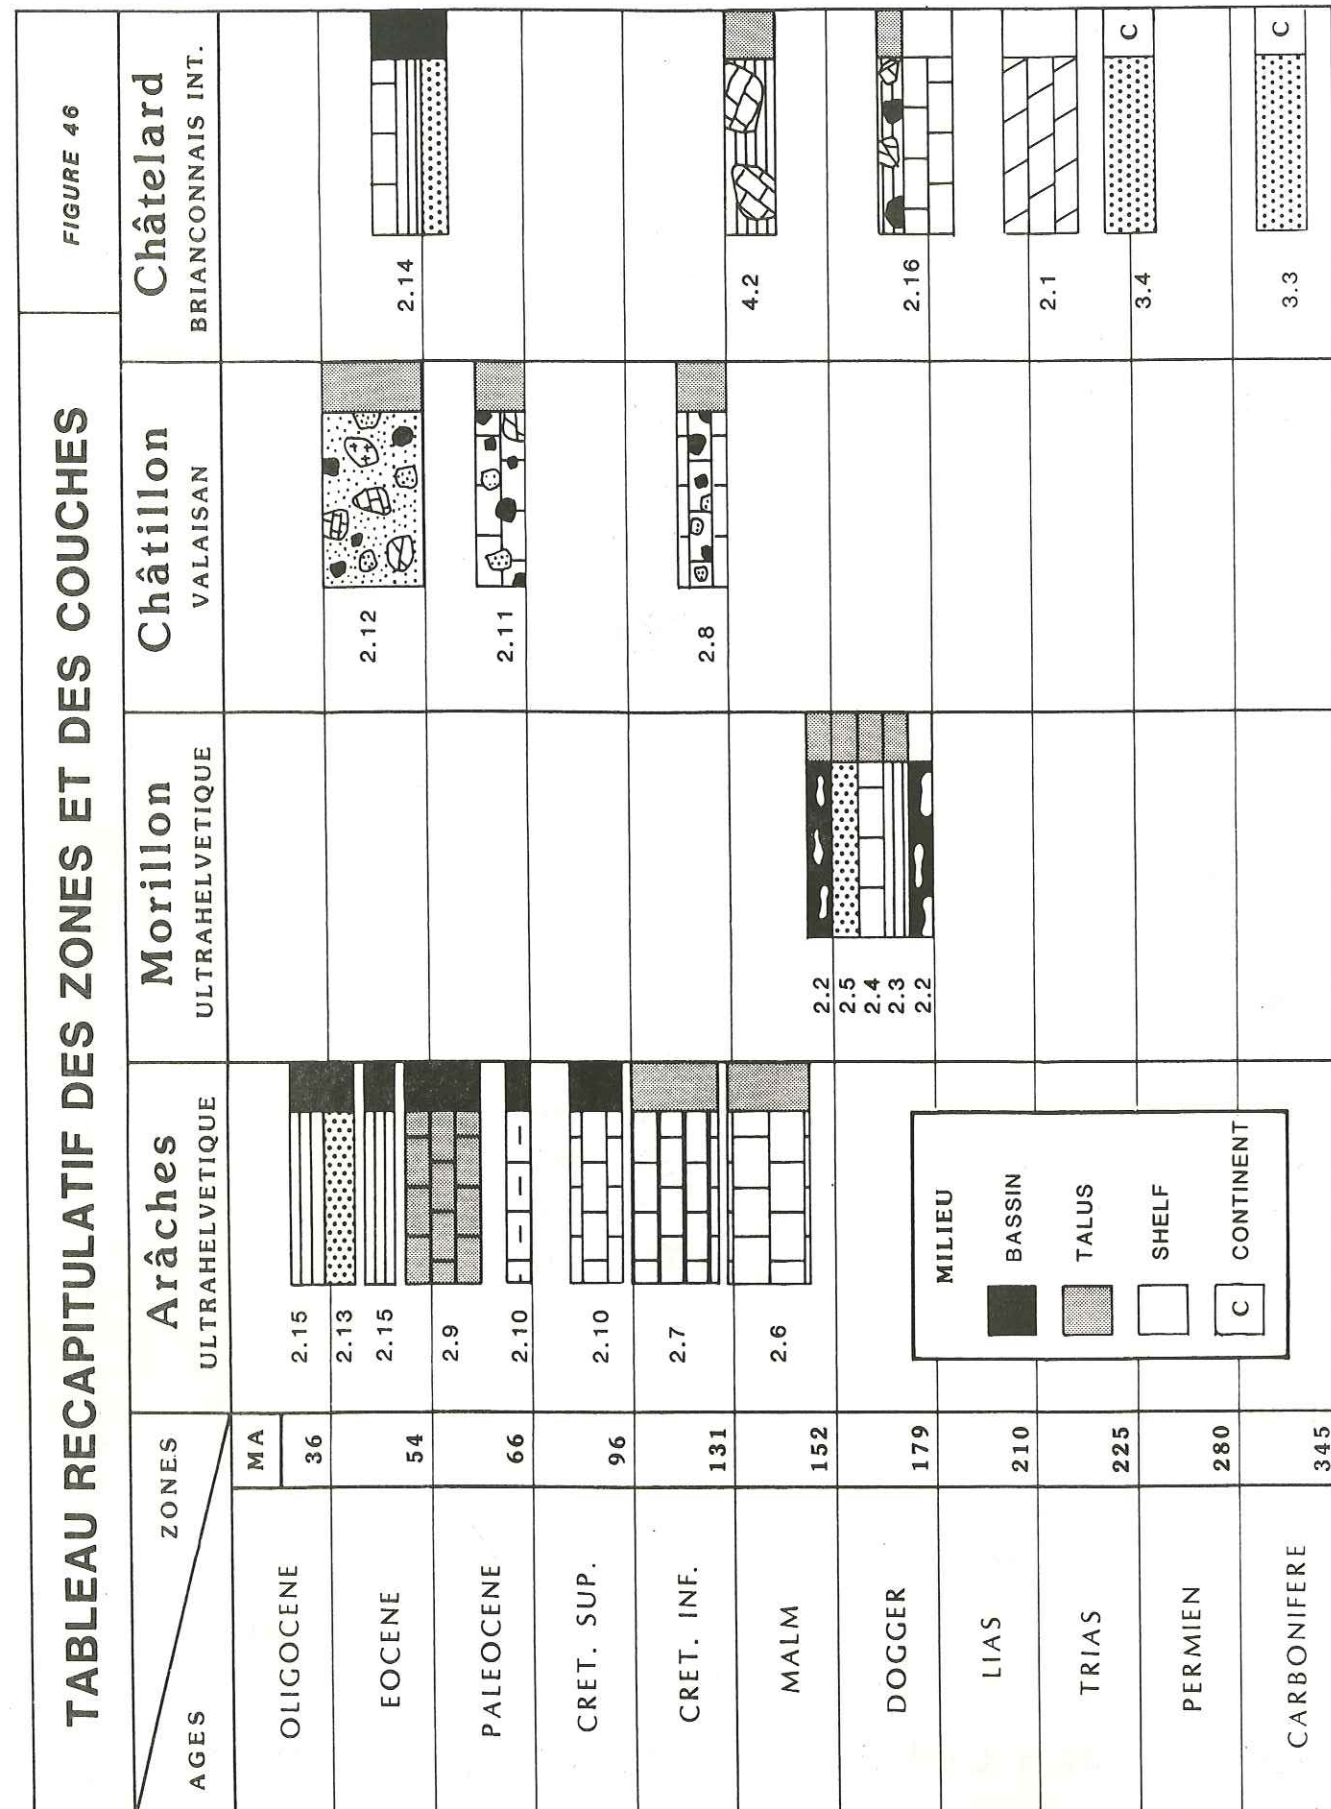 TABLEAU RECAPITULATIF DES ZONES ET DES COUCHES
FIGURE 46
ZONES
AGES
Arâches
ULTRAHELVETIQUE
Morillon
ULTRAHELVETIQUE
Châtillon
VALAISAN
Châtelard
BRIANCONNAIS INT.
MA
OLIGOCENE
36
EOCENE
54
PALEOCENE
66
CRET. SUP.
96
CRET. INF.
131
MALM
152
DOGGER
179
LIAS
210
TRIAS
225
PERMIEN
280
CARBONIFERE
345
2.15
2.13
2.15
2.9
2.10
2.10
2.7
2.6
2.2
2.5
2.4
2.3
2.2
2.12
2.11
2.8
2.14
4.2
2.16
2.1
3.4
C
3.3
C
MILIEU
BASSIN
TALUS
SHELF
C CONTINENT